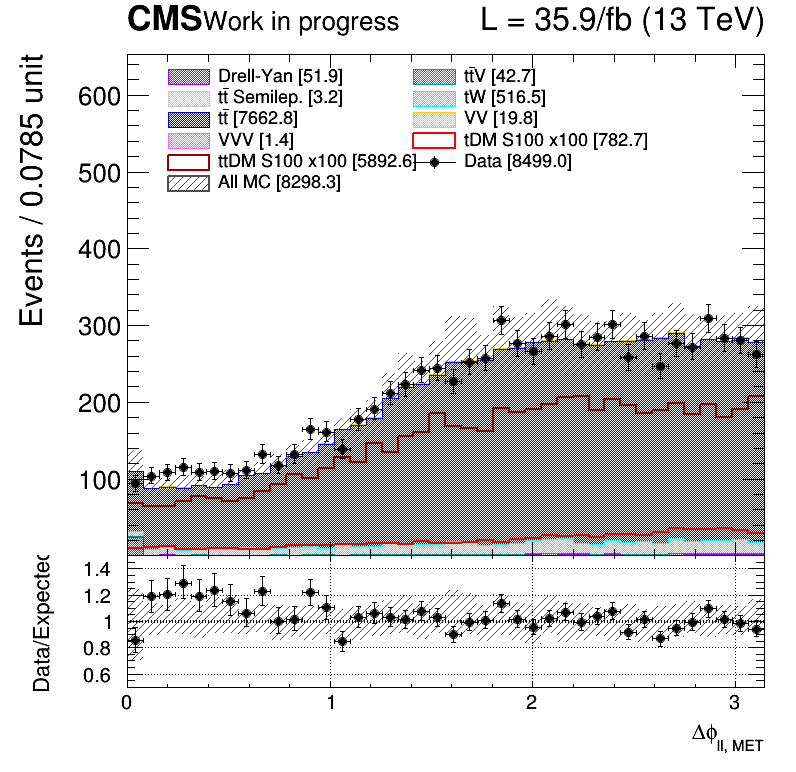 CMS Work in progress L = 35.9/fb (13 TeV)
Events / 0.0785 unit
600
500
400
300
200
100
Drell-Yan [51.9] tt̄V [42.7]
tt̄ Semilep. [3.2] tW [516.5]
tt̄ [7662.8] VV [19.8]
VVV [1.4] tDM S100 x100 [782.7]
ttDM S100 x100 [5892.6] Data [8499.0]
All MC [8298.3]
Data/Expected
1.4
1.2
1
0.8
0.6
0 1 2 3
Δϕll, MET